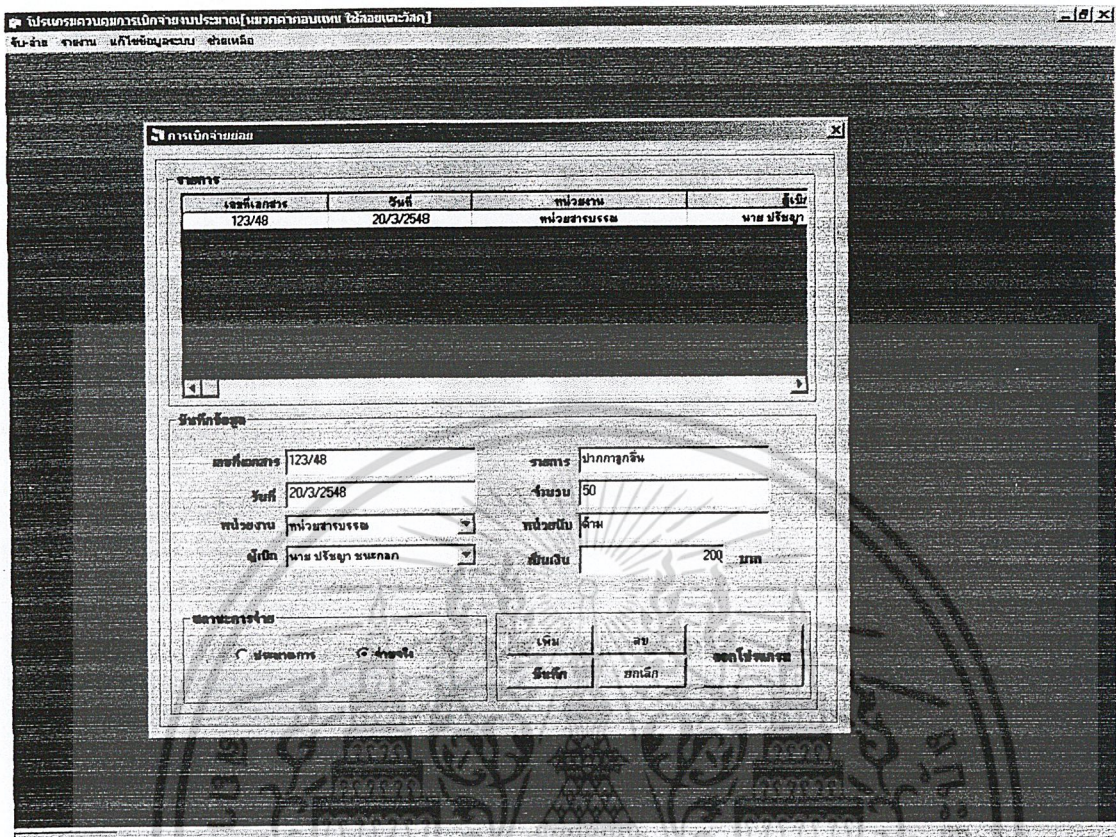 โปรแกรมควบคุมการเบิกจ่ายงบประมาณ[หมวดค่าตอบแทน ใช้สอยและวัสดุ]
รับ-จ่าย รายงาน แก้ไขข้อมูลระบบ ช่วยเหลือ
การเบิกจ่ายย่อย
รายการ
เลขที่เอกสาร วันที่ หน่วยงาน ผู้เบิก
123/48 20/3/2548 หน่วยสารบรรณ นาย ปรัชญา
บันทึกข้อมูล
เลขที่เอกสาร 123/48 รายการ ปากกาลูกลื่น
วันที่ 20/3/2548 จำนวน 50
หน่วยงาน หน่วยสารบรรณ หน่วยนับ ด้าม
ผู้เบิก นาย ปรัชญา ชนะกลก เป็นเงิน 200 บาท
สถานะการจ่าย
ประมาณการ จ่ายจริง
เพิ่ม ลบ ออกโปรแกรม
บันทึก ยกเลิก